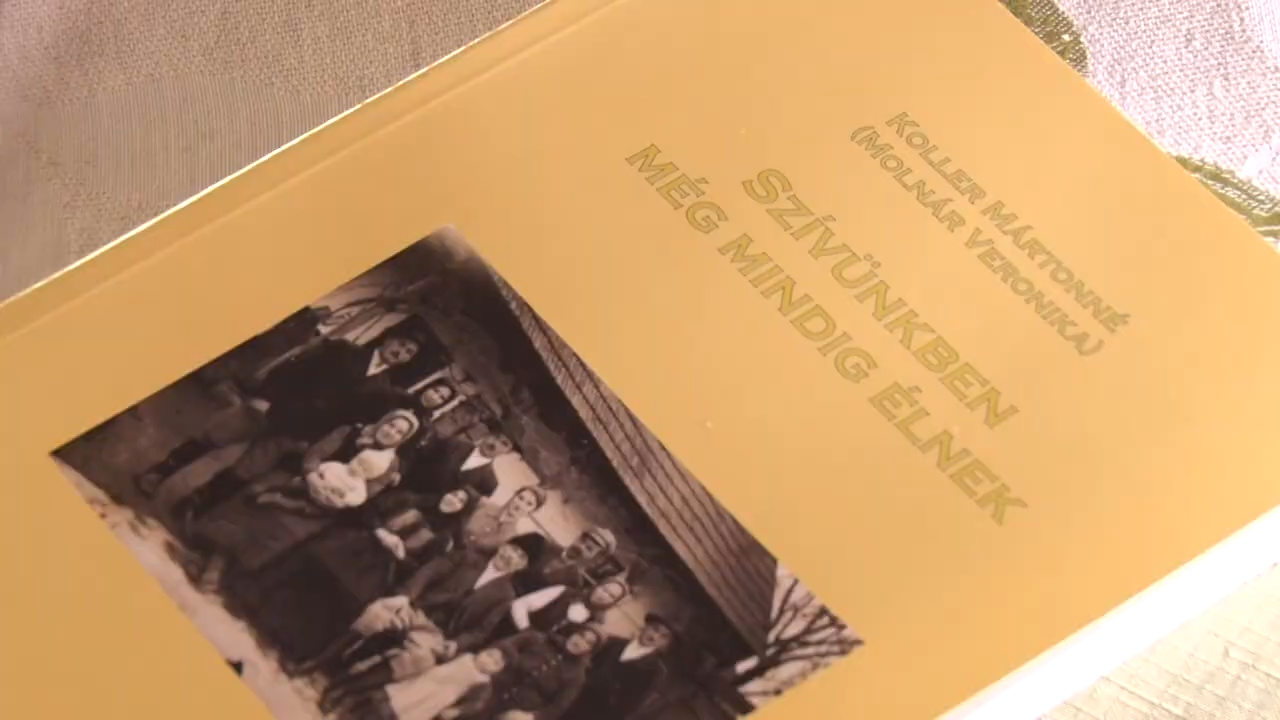 KOLLER MÁRTONNÉ
(MOLNÁR VERONIKA)
SZÍVÜNKBEN
MÉG MINDIG ÉLNEK